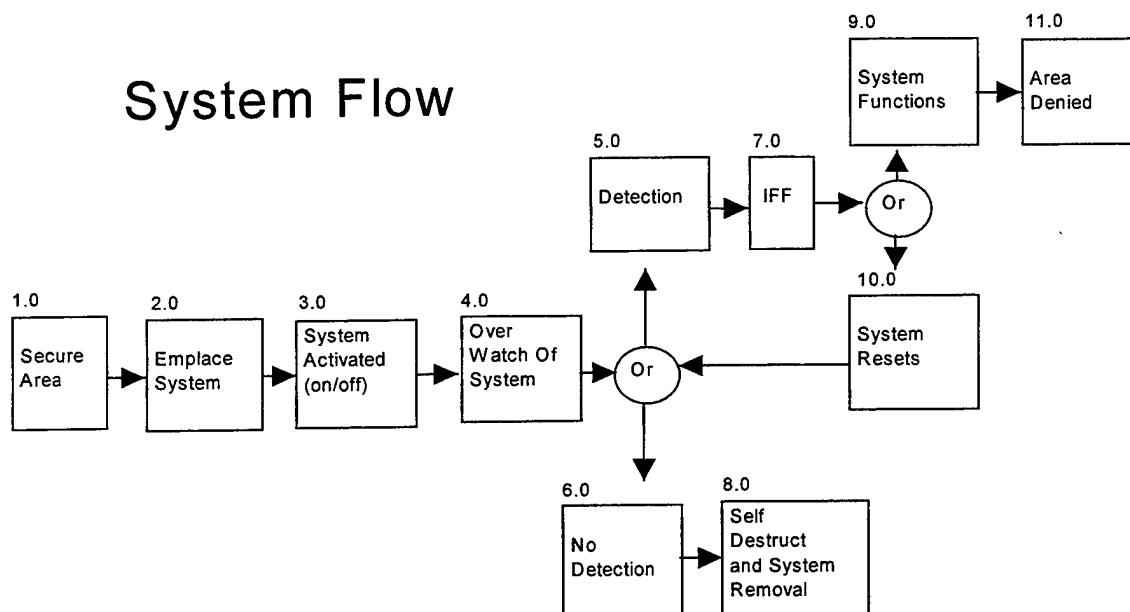 System Flow
9.0
System
Functions
11.0
Area
Denied
5.0
Detection
7.0
IFF
Or
10.0
System
Resets
1.0
Secure
Area
2.0
Emplace
System
3.0
System
Activated
(on/off)
4.0
Over
Watch Of
System
Or
6.0
No
Detection
8.0
Self
Destruct
and System
Removal